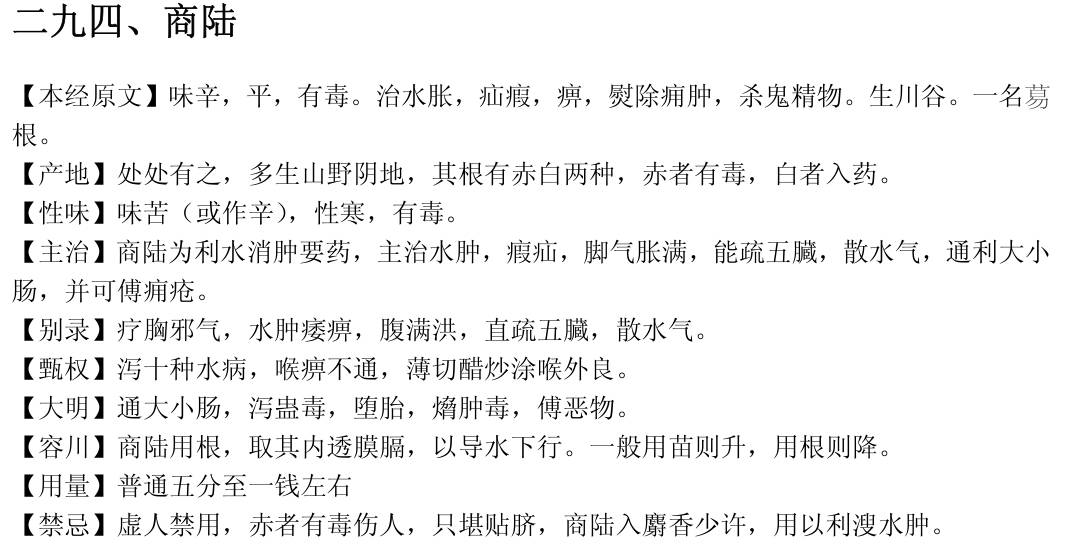 二九四、商陆
【本经原文】味辛，平，有毒。治水胀，疝瘕，痹，熨除痈肿，杀鬼精物。生川谷。一名葛
根。
【产地】处处有之，多生山野阴地，其根有赤白两种，赤者有毒，白者入药。
【性味】味苦（或作辛），性寒，有毒。
【主治】商陆为利水消肿要药，主治水肿，瘕疝，脚气胀满，能疏五臓，散水气，通利大小
肠，并可傅痈疮。
【别录】疗胸邪气，水肿痿痹，腹满洪，直疏五臓，散水气。
【甄权】泻十种水病，喉痹不通，薄切醋炒涂喉外良。
【大明】通大小肠，泻蛊毒，堕胎，熁肿毒，傅恶物。
【容川】商陆用根，取其内透膜膈，以导水下行。一般用苗则升，用根则降。
【用量】普通五分至一钱左右
【禁忌】虚人禁用，赤者有毒伤人，只堪贴脐，商陆入麝香少许，用以利溲水肿。